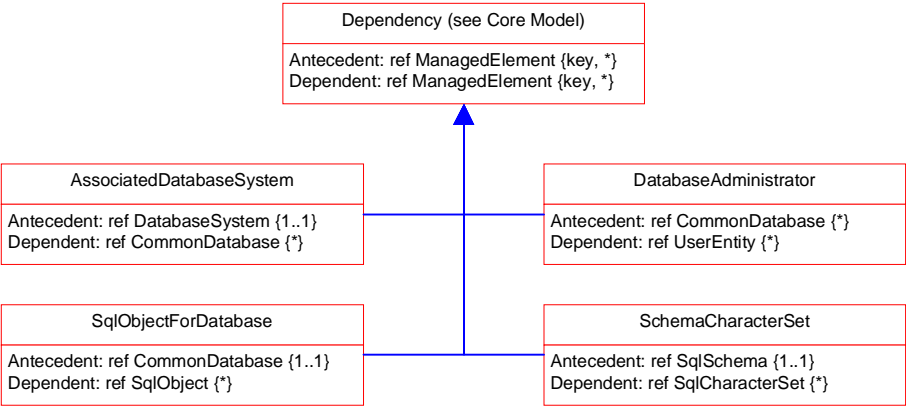 Dependency (see Core Model)
Antecedent: ref ManagedElement {key, *}
Dependent: ref ManagedElement {key, *}
AssociatedDatabaseSystem
Antecedent: ref DatabaseSystem {1..1}
Dependent: ref CommonDatabase {*}
DatabaseAdministrator
Antecedent: ref CommonDatabase {*}
Dependent: ref UserEntity {*}
SqlObjectForDatabase
Antecedent: ref CommonDatabase {1..1}
Dependent: ref SqlObject {*}
SchemaCharacterSet
Antecedent: ref SqlSchema {1..1}
Dependent: ref SqlCharacterSet {*}